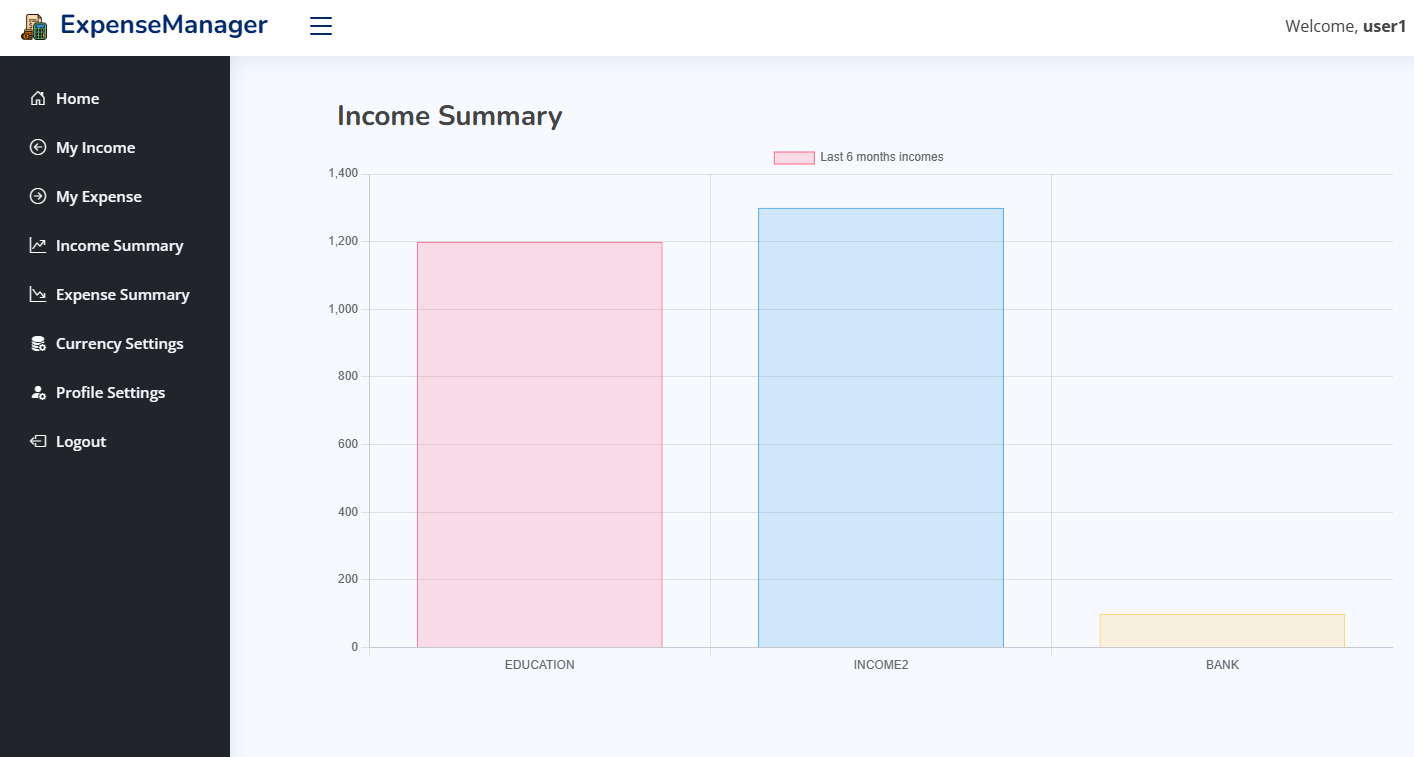 ExpenseManager
Welcome, user1
Home
My Income
My Expense
Income Summary
Expense Summary
Currency Settings
Profile Settings
Logout
Income Summary
Last 6 months incomes
1,400
1,200
1,000
800
600
400
200
0
EDUCATION
INCOME2
BANK